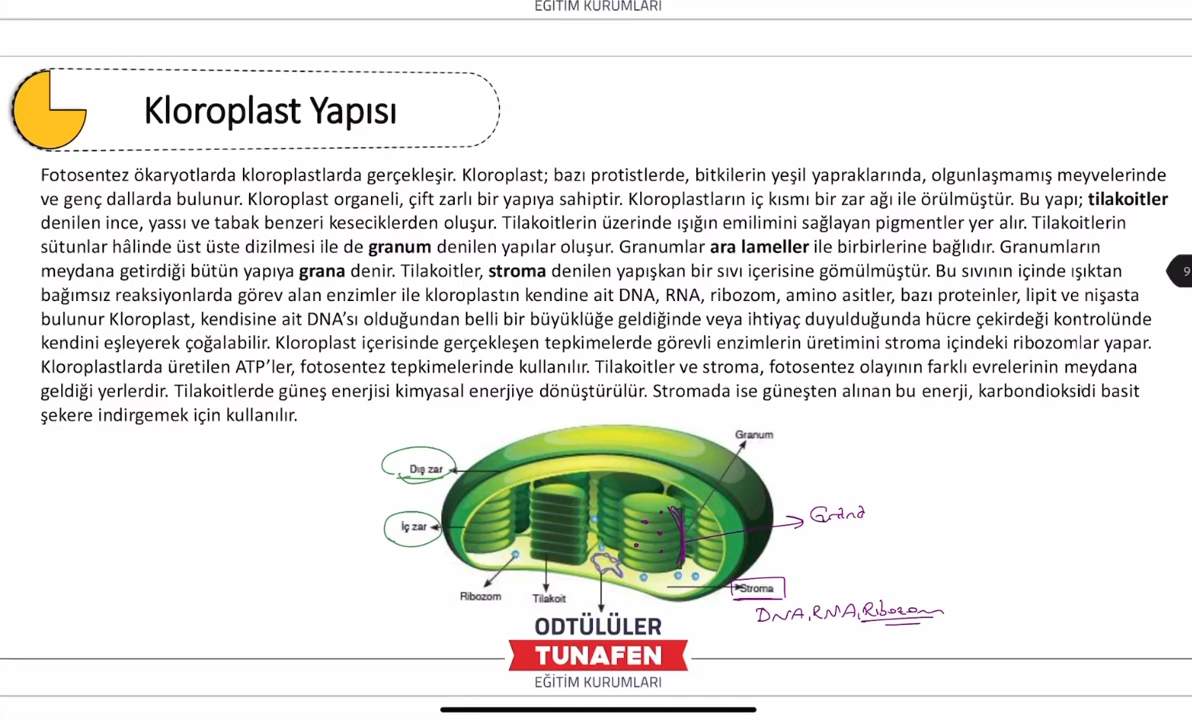 EĞİTİM KURUMLARI
Kloroplast Yapısı
Fotosentez ökaryotlarda kloroplastlarda gerçekleşir. Kloroplast; bazı protistlerde, bitkilerin yeşil yapraklarında, olgunlaşmamış meyvelerinde
ve genç dallarda bulunur. Kloroplast organeli, çift zarlı bir yapıya sahiptir. Kloroplastların iç kısmı bir zar ağı ile örülmüştür. Bu yapı; tilakoitler
denilen ince, yassı ve tabak benzeri keseciklerden oluşur. Tilakoitlerin üzerinde ışığın emilimini sağlayan pigmentler yer alır. Tilakoitlerin
sütunlar hâlinde üst üste dizilmesi ile de granum denilen yapılar oluşur. Granumlar ara lameller ile birbirlerine bağlıdır. Granumların
meydana getirdiği bütün yapıya grana denir. Tilakoitler, stroma denilen yapışkan bir sıvı içerisine gömülmüştür. Bu sıvının içinde ışıktan
9
bağımsız reaksiyonlarda görev alan enzimler ile kloroplastın kendine ait DNA, RNA, ribozom, amino asitler, bazı proteinler, lipit ve nişasta
bulunur Kloroplast, kendisine ait DNA’sı olduğundan belli bir büyüklüğe geldiğinde veya ihtiyaç duyulduğunda hücre çekirdeği kontrolünde
kendini eşleyerek çoğalabilir. Kloroplast içerisinde gerçekleşen tepkimelerde görevli enzimlerin üretimini stroma içindeki ribozomlar yapar.
Kloroplastlarda üretilen ATP’ler, fotosentez tepkimelerinde kullanılır. Tilakoitler ve stroma, fotosentez olayının farklı evrelerinin meydana
geldiği yerlerdir. Tilakoitlerde güneş enerjisi kimyasal enerjiye dönüştürülür. Stromada ise güneşten alınan bu enerji, karbondioksidi basit
şekere indirgemek için kullanılır.
Granum
Dış zar
Grana
İç zar
Stroma
Ribozom
Tilakoit
DNA, RNA, Ribozom
ODTÜLÜLER
TUNAFEN
EĞİTİM KURUMLARI